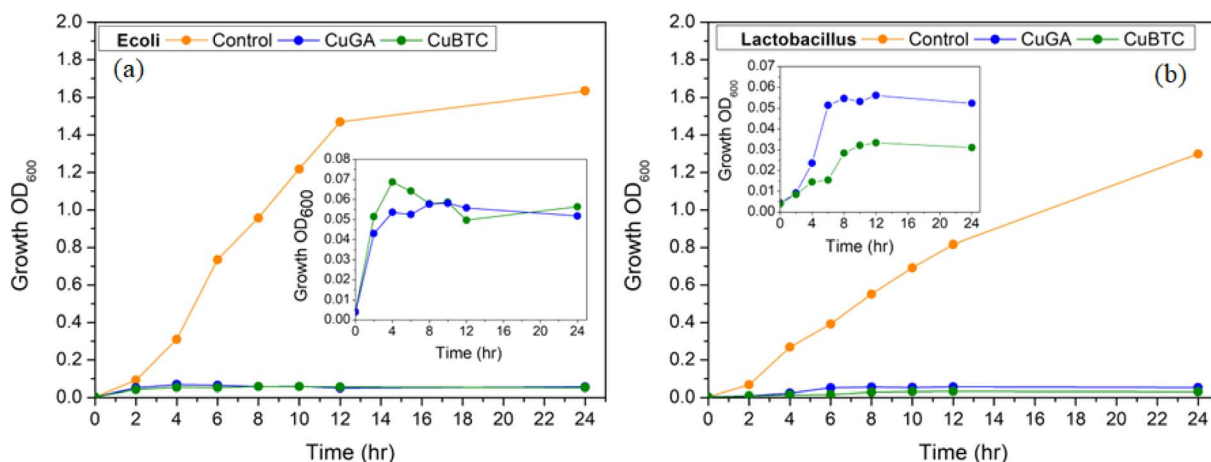 Ecoli Control CuGA CuBTC
(a)
Growth OD600
2.0
1.8
1.6
1.4
1.2
1.0
0.8
0.6
0.4
0.2
0.0
0 2 4 6 8 10 12 14 16 18 20 22 24
Time (hr)
Growth OD600
0.08
0.07
0.06
0.05
0.04
0.03
0.02
0.01
0.00
0 4 8 12 16 20 24
Time (hr)
Lactobacillus Control CuGA CuBTC
(b)
Growth OD600
2.0
1.8
1.6
1.4
1.2
1.0
0.8
0.6
0.4
0.2
0.0
0 2 4 6 8 10 12 14 16 18 20 22 24
Time (hr)
Growth OD600
0.07
0.06
0.05
0.04
0.03
0.02
0.01
0.00
0 4 8 12 16 20 24
Time (hr)